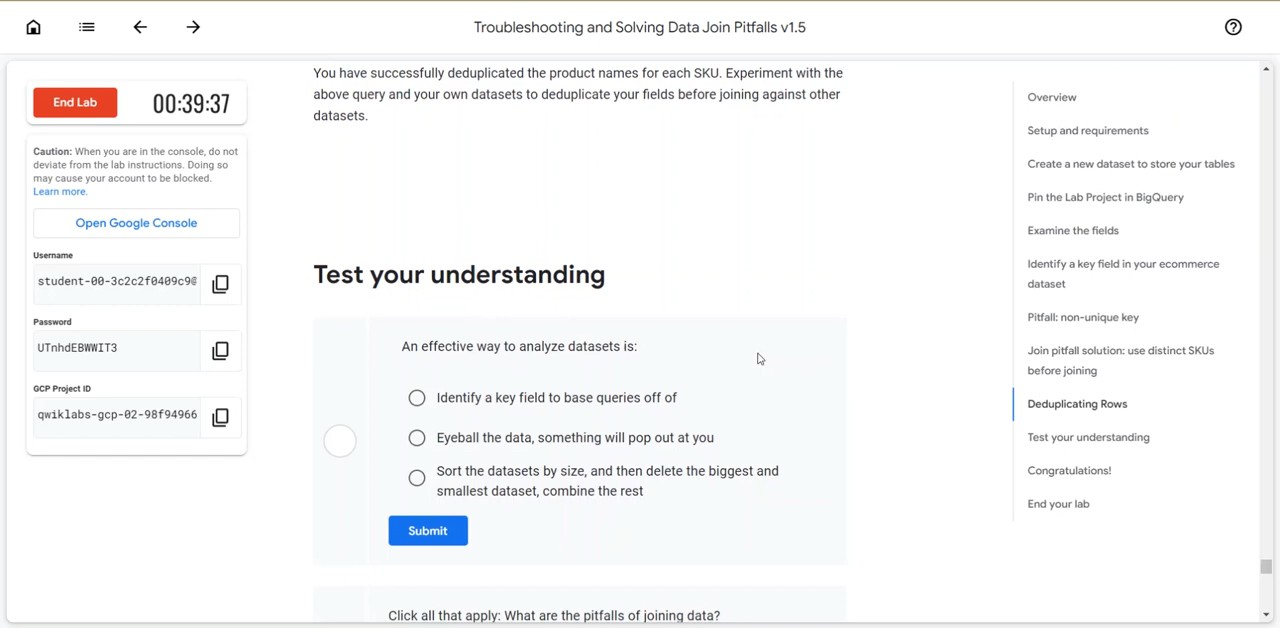 Troubleshooting and Solving Data Join Pitfalls v1.5
End Lab
00:39:37
Caution: When you are in the console, do not
deviate from the lab instructions. Doing so
may cause your account to be blocked.
Learn more.
Open Google Console
Username
student-00-3c2c2f0409c9@
Password
UTnhdEBWWIT3
GCP Project ID
qwiklabs-gcp-02-98f94966
You have successfully deduplicated the product names for each SKU. Experiment with the
above query and your own datasets to deduplicate your fields before joining against other
datasets.
Test your understanding
An effective way to analyze datasets is:
Identify a key field to base queries off of
Eyeball the data, something will pop out at you
Sort the datasets by size, and then delete the biggest and
smallest dataset, combine the rest
Submit
Click all that apply: What are the pitfalls of joining data?
Overview
Setup and requirements
Create a new dataset to store your tables
Pin the Lab Project in BigQuery
Examine the fields
Identify a key field in your ecommerce
dataset
Pitfall: non-unique key
Join pitfall solution: use distinct SKUs
before joining
Deduplicating Rows
Test your understanding
Congratulations!
End your lab